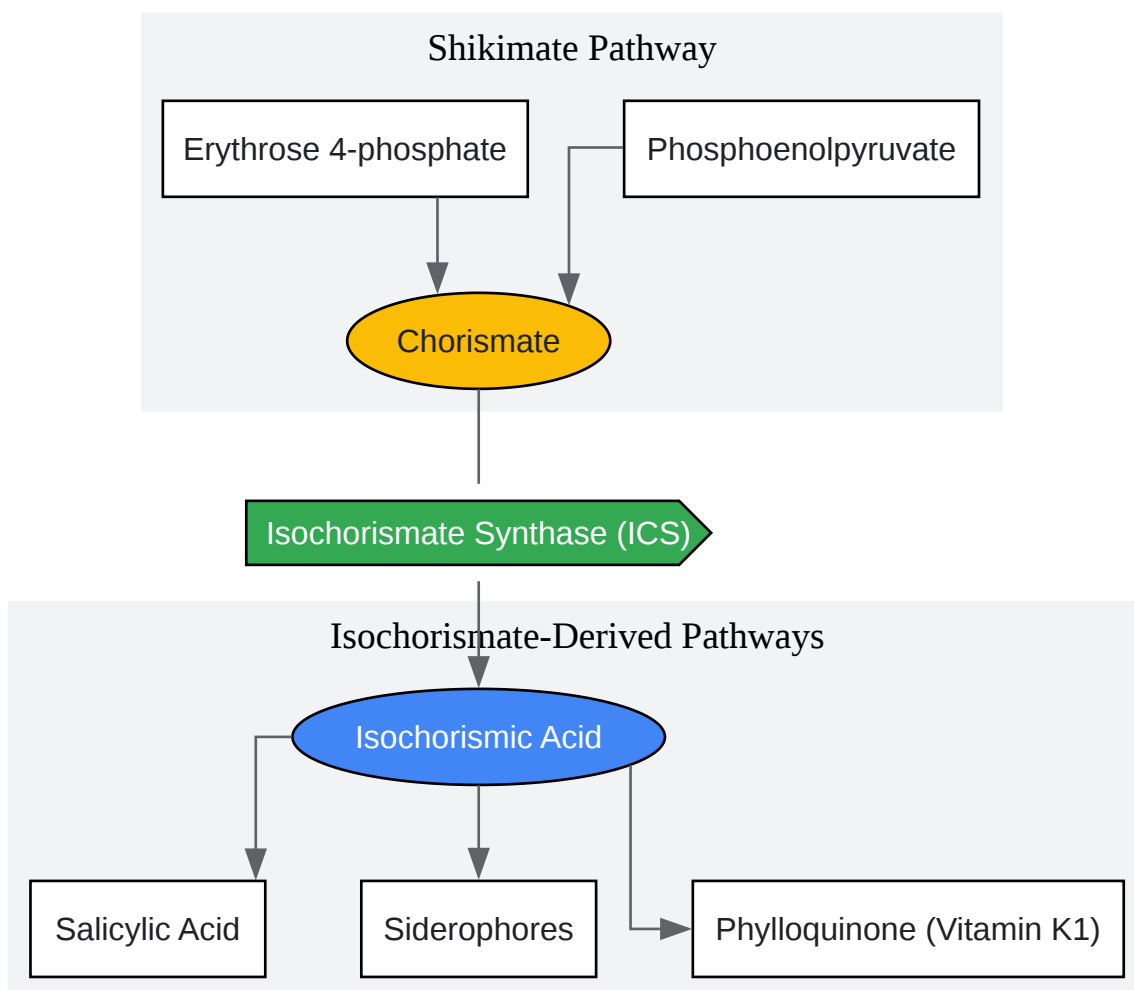 Shikimate Pathway
Erythrose 4-phosphate
Phosphoenolpyruvate
Chorismate
Isochorismate Synthase (ICS)
Isochorismate-Derived Pathways
Isochorismic Acid
Salicylic Acid
Siderophores
Phylloquinone (Vitamin K1)